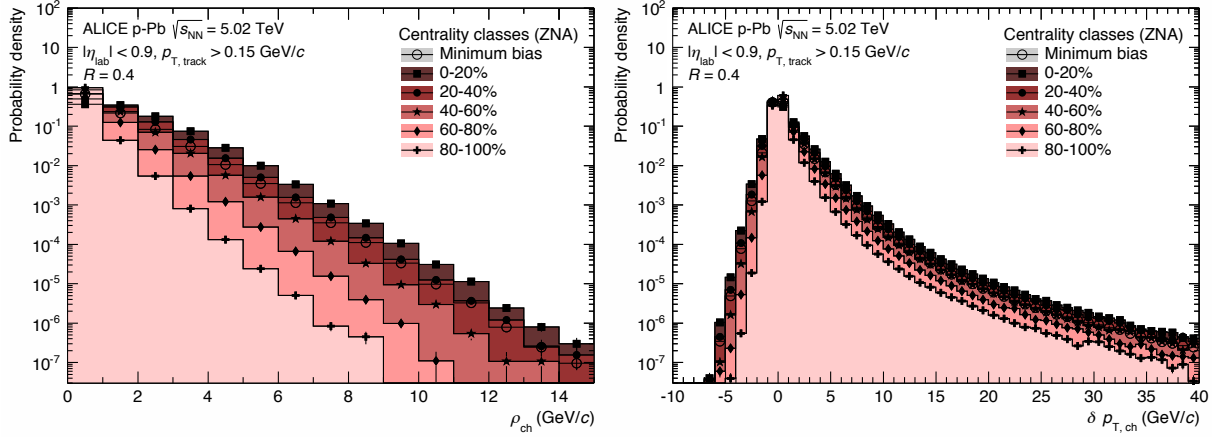 ALICE p-Pb √sNN = 5.02 TeV
|ηlab| < 0.9, pT, track > 0.15 GeV/c
R = 0.4
Centrality classes (ZNA)
Minimum bias
0-20%
20-40%
40-60%
60-80%
80-100%
Probability density
10⁴
10³
10²
10
1
10⁻¹
10⁻²
10⁻³
10⁻⁴
10⁻⁵
10⁻⁶
10⁻⁷
0 2 4 6 8 10 12 14
ρch (GeV/c)
ALICE p-Pb √sNN = 5.02 TeV
|ηlab| < 0.9, pT, track > 0.15 GeV/c
R = 0.4
Centrality classes (ZNA)
Minimum bias
0-20%
20-40%
40-60%
60-80%
80-100%
Probability density
10⁴
10³
10²
10
1
10⁻¹
10⁻²
10⁻³
10⁻⁴
10⁻⁵
10⁻⁶
10⁻⁷
-10 -5 0 5 10 15 20 25 30 35 40
δ pT, ch (GeV/c)